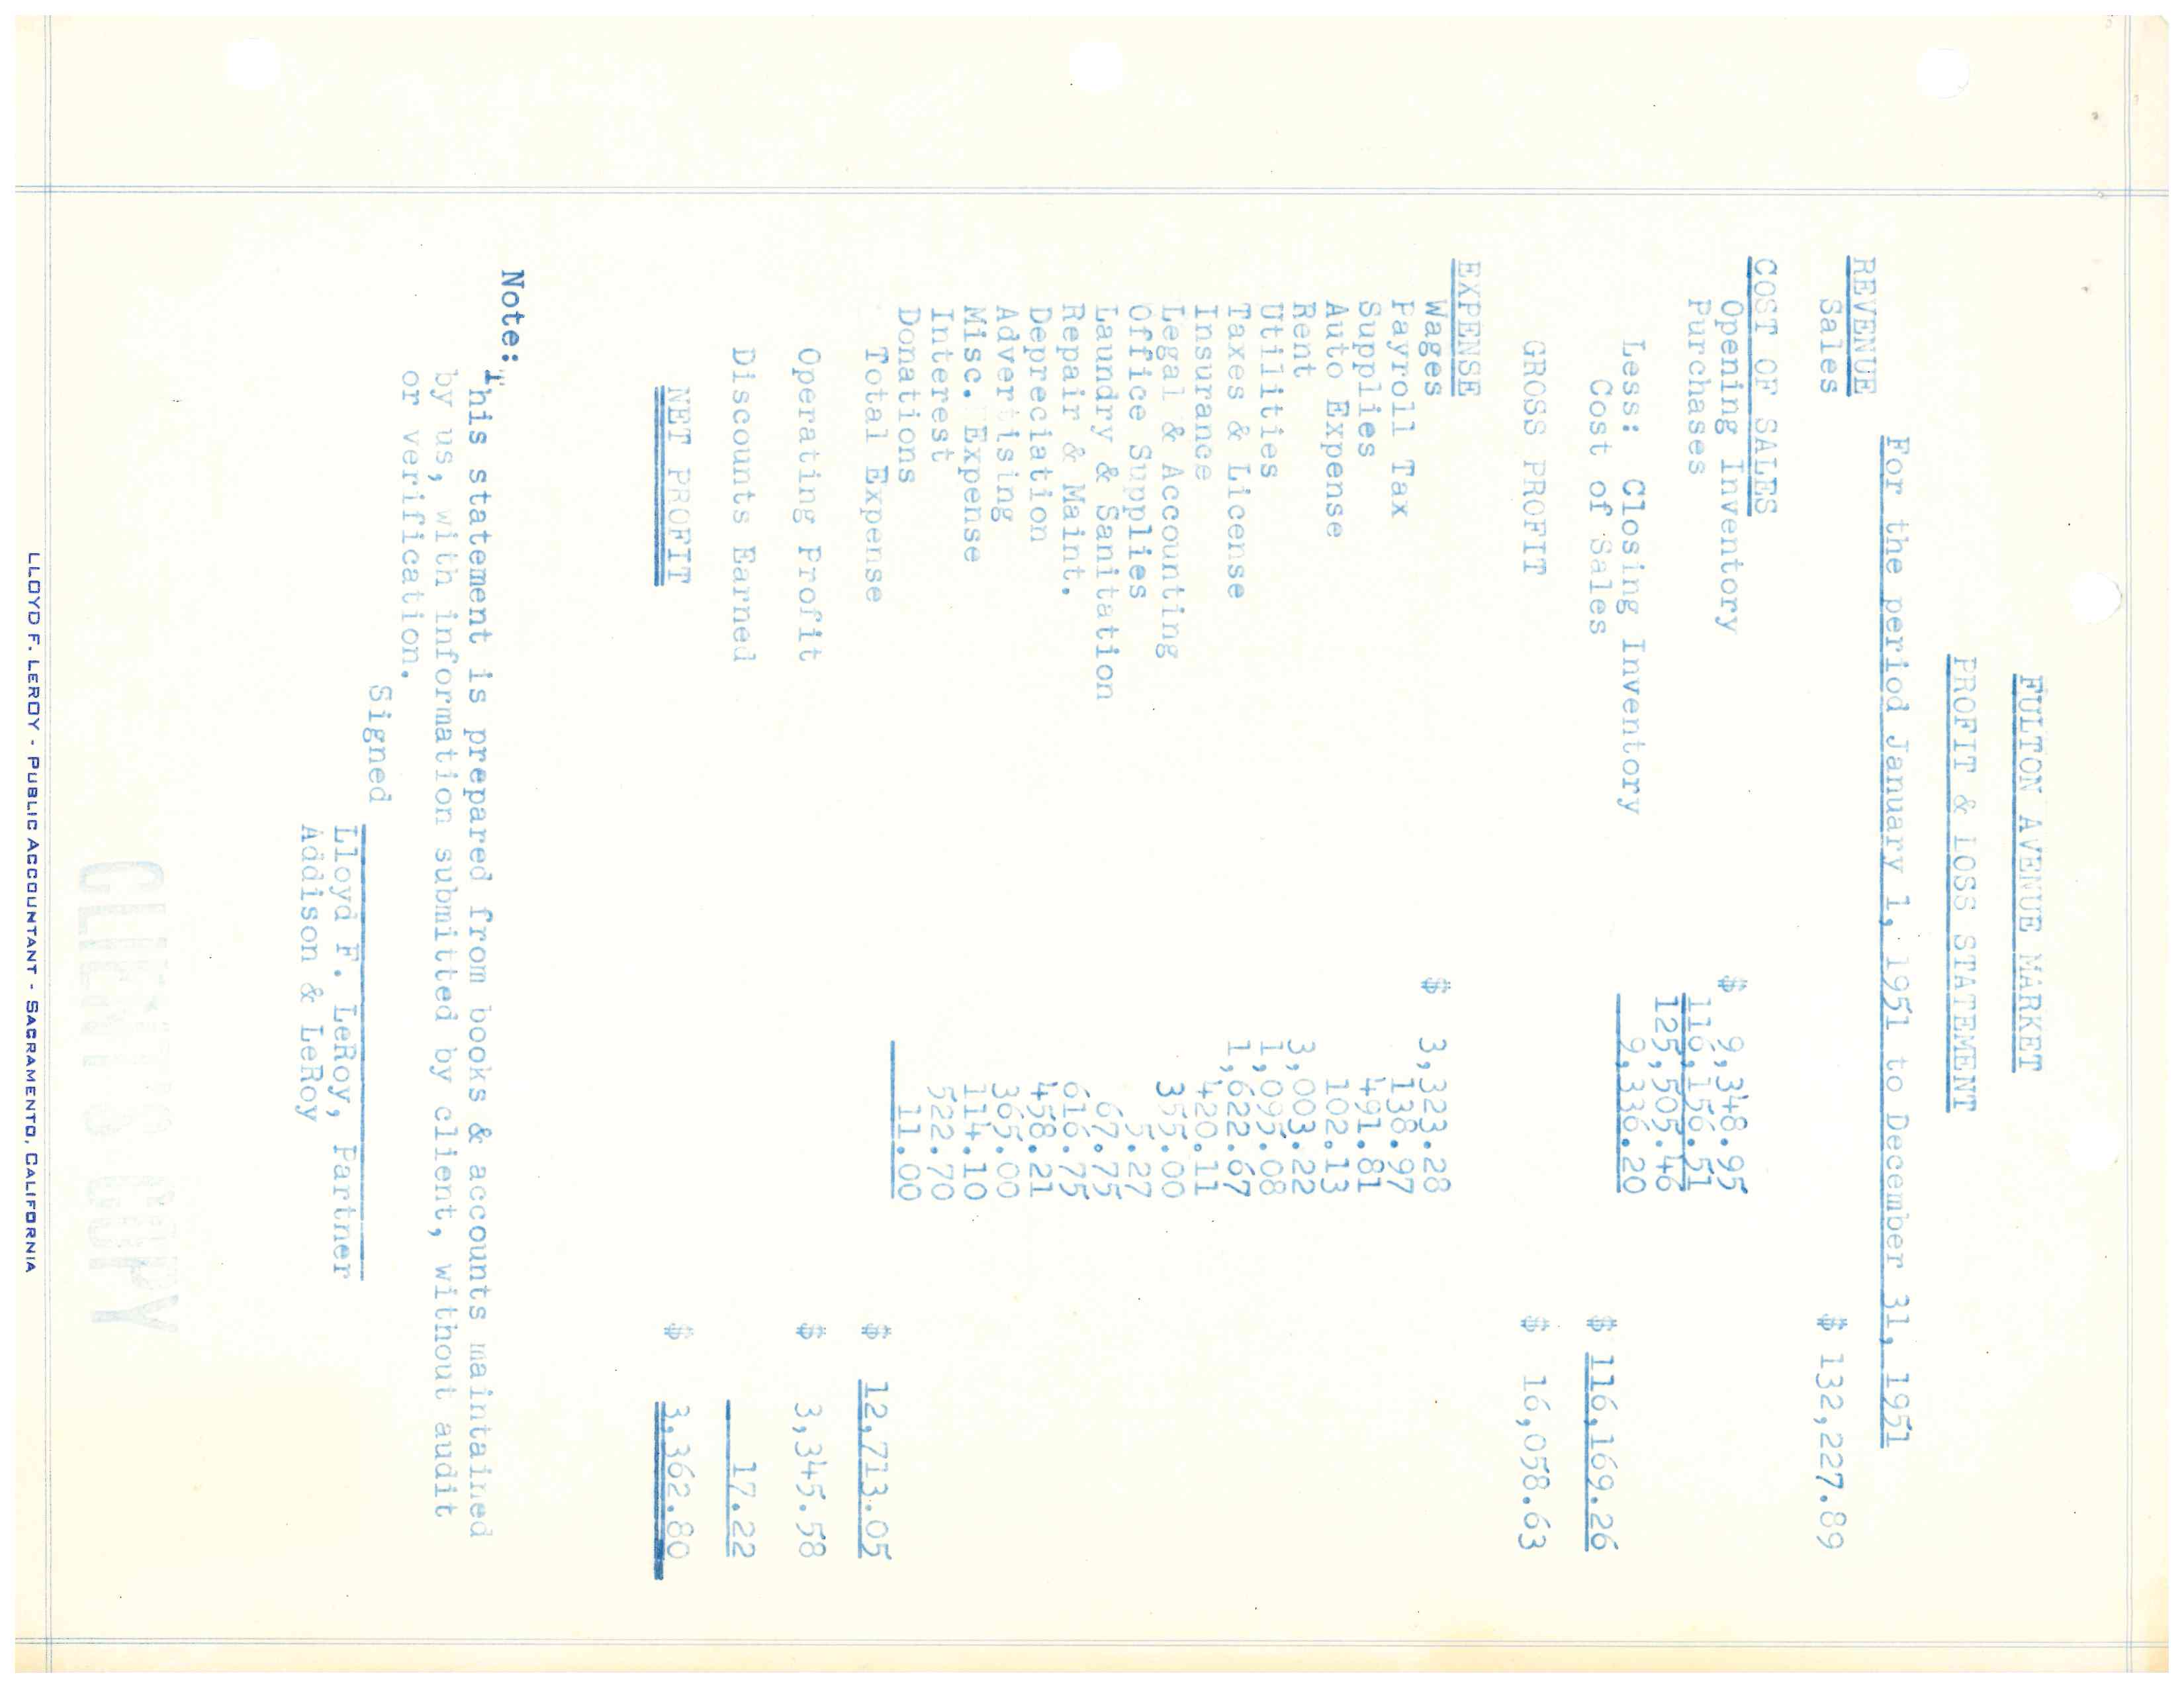 FULTON AVENUE MARKET
PROFIT & LOSS STATEMENT
For the period January 1, 1951 to December 31, 1951
REVENUE
Sales $ 132,227.89
COST OF SALES
Opening Inventory $ 9,348.95
Purchases 116,156.51
125,505.46
Less: Closing Inventory 9,336.20
Cost of Sales $ 116,169.26
GROSS PROFIT $ 16,058.63
EXPENSE
Wages $ 3,323.28
Payroll Tax 138.97
Supplies 491.81
Auto Expense 102.13
Rent 3,003.22
Utilities 1,095.08
Taxes & License 1,622.67
Insurance 420.11
Legal & Accounting 355.00
Office Supplies 5.27
Laundry & Sanitation 67.75
Repair & Maint. 616.75
Depreciation 458.21
Advertising 365.00
Misc. Expense 114.10
Interest 522.70
Donations 11.00
Total Expense $ 12,713.05
Operating Profit $ 3,345.58
Discounts Earned 17.22
NET PROFIT $ 3,362.80
Note:
This statement is prepared from books & accounts maintained
by us, with information submitted by client, without audit
or verification.
Signed
Lloyd F. LeRoy, Partner
Addison & LeRoy
CLIENT'S COPY
LLOYD F. LEROY - PUBLIC ACCOUNTANT - SACRAMENTO, CALIFORNIA